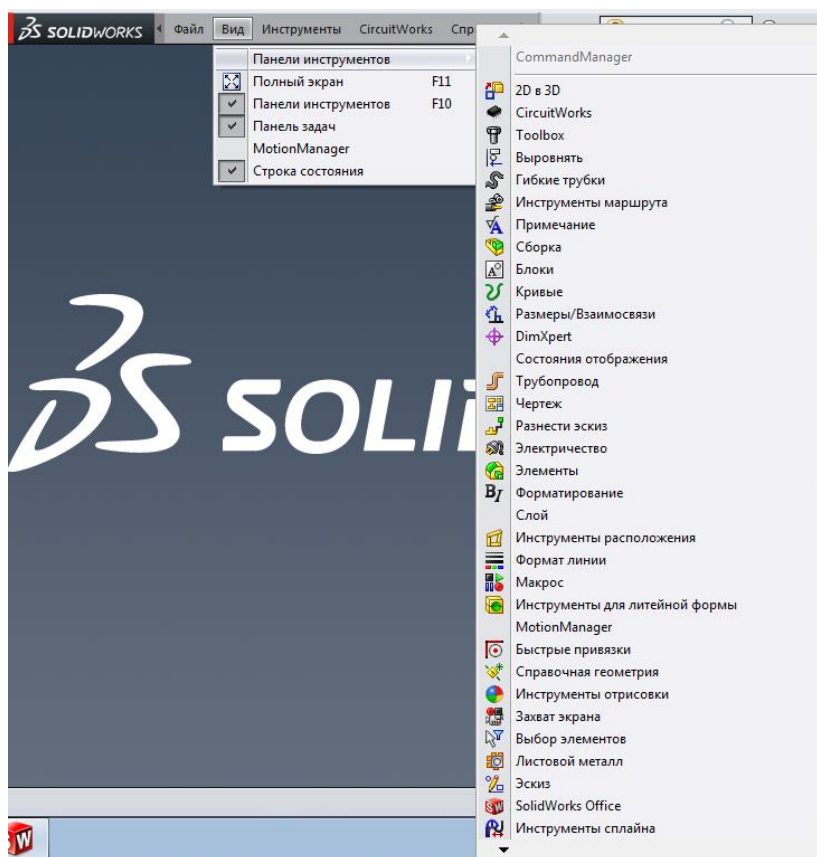 SOLIDWORKS
Файл Вид Инструменты CircuitWorks Спр
Панели инструментов
Полный экран F11
Панели инструментов F10
Панель задач
MotionManager
Строка состояния
CommandManager
2D в 3D
CircuitWorks
Toolbox
Выровнять
Гибкие трубки
Инструменты маршрута
Примечание
Сборка
Блоки
Кривые
Размеры/Взаимосвязи
DimXpert
Состояния отображения
Трубопровод
Чертеж
Разнести эскиз
Электричество
Элементы
Форматирование
Слой
Инструменты расположения
Формат линии
Макрос
Инструменты для литейной формы
MotionManager
Быстрые привязки
Справочная геометрия
Инструменты отрисовки
Захват экрана
Выбор элементов
Листовой металл
Эскиз
SolidWorks Office
Инструменты сплайна
SOLI